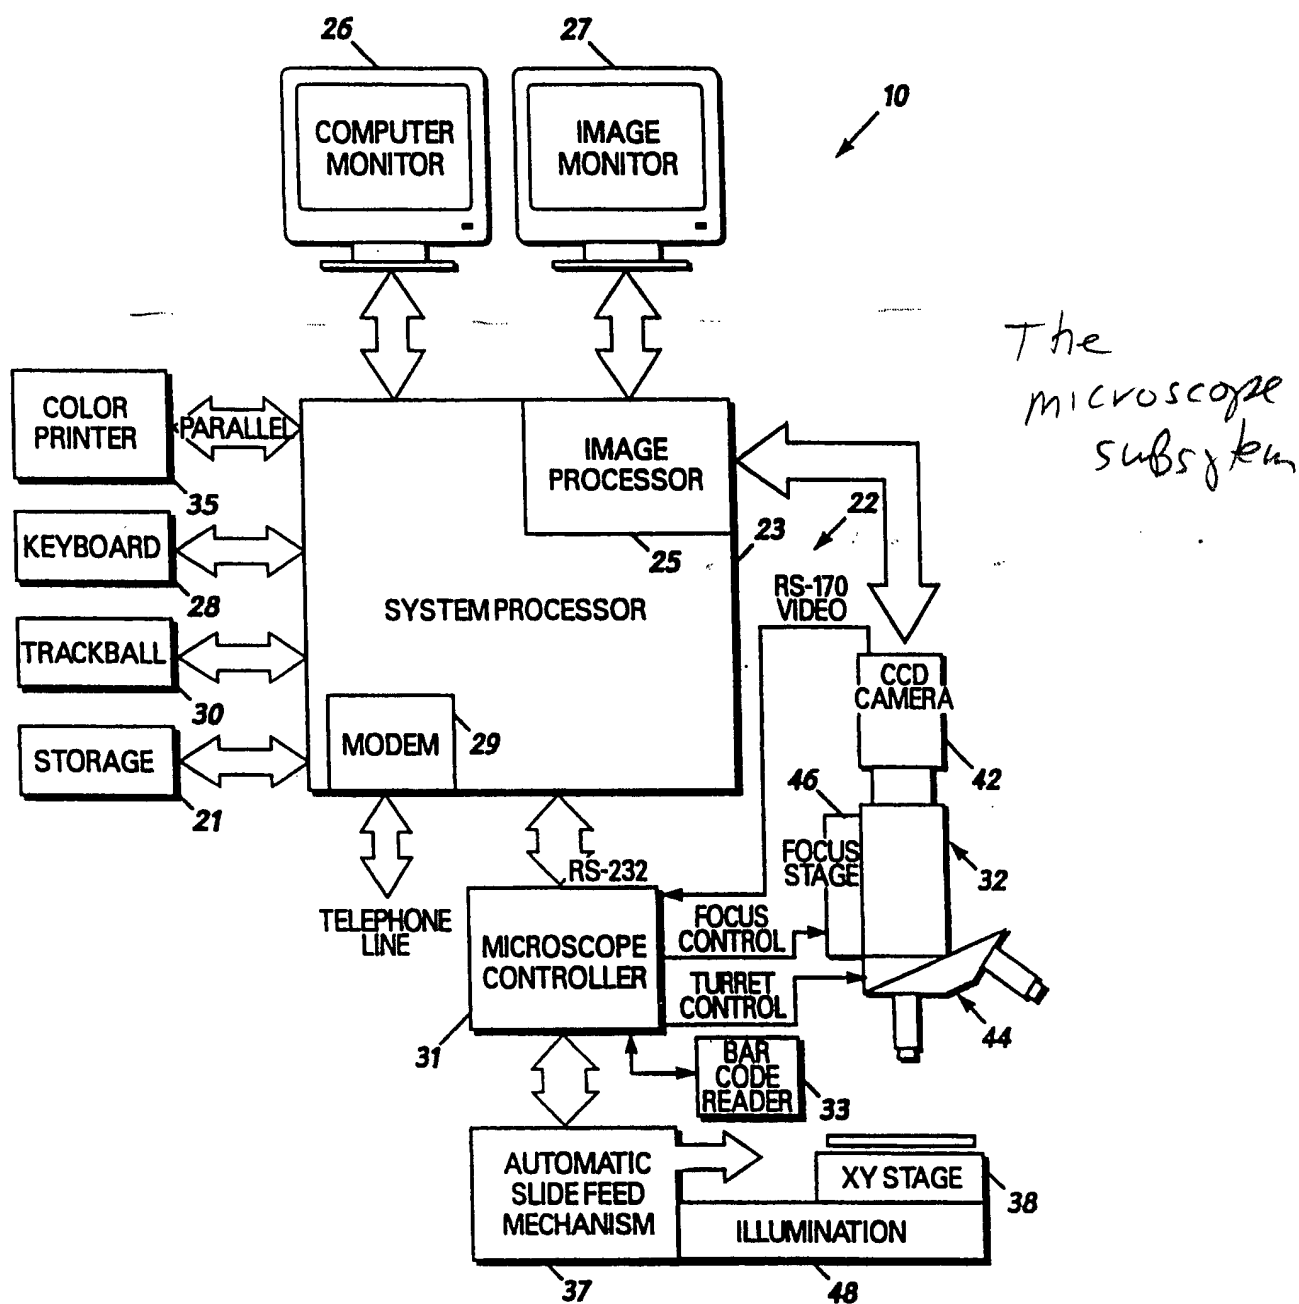 26
27
10
COMPUTER
MONITOR
IMAGE
MONITOR
The
microscope
subsytem
COLOR
PRINTER
PARALLEL
35
IMAGE
PROCESSOR
25
23
22
KEYBOARD
28
SYSTEM PROCESSOR
RS-170
VIDEO
TRACKBALL
30
CCD
CAMERA
42
MODEM
29
STORAGE
21
46
FOCUS
STAGE
32
RS-232
TELEPHONE
LINE
MICROSCOPE
CONTROLLER
31
FOCUS
CONTROL
TURRET
CONTROL
44
BAR
CODE
READER
33
AUTOMATIC
SLIDE FEED
MECHANISM
37
XY STAGE
38
ILLUMINATION
48